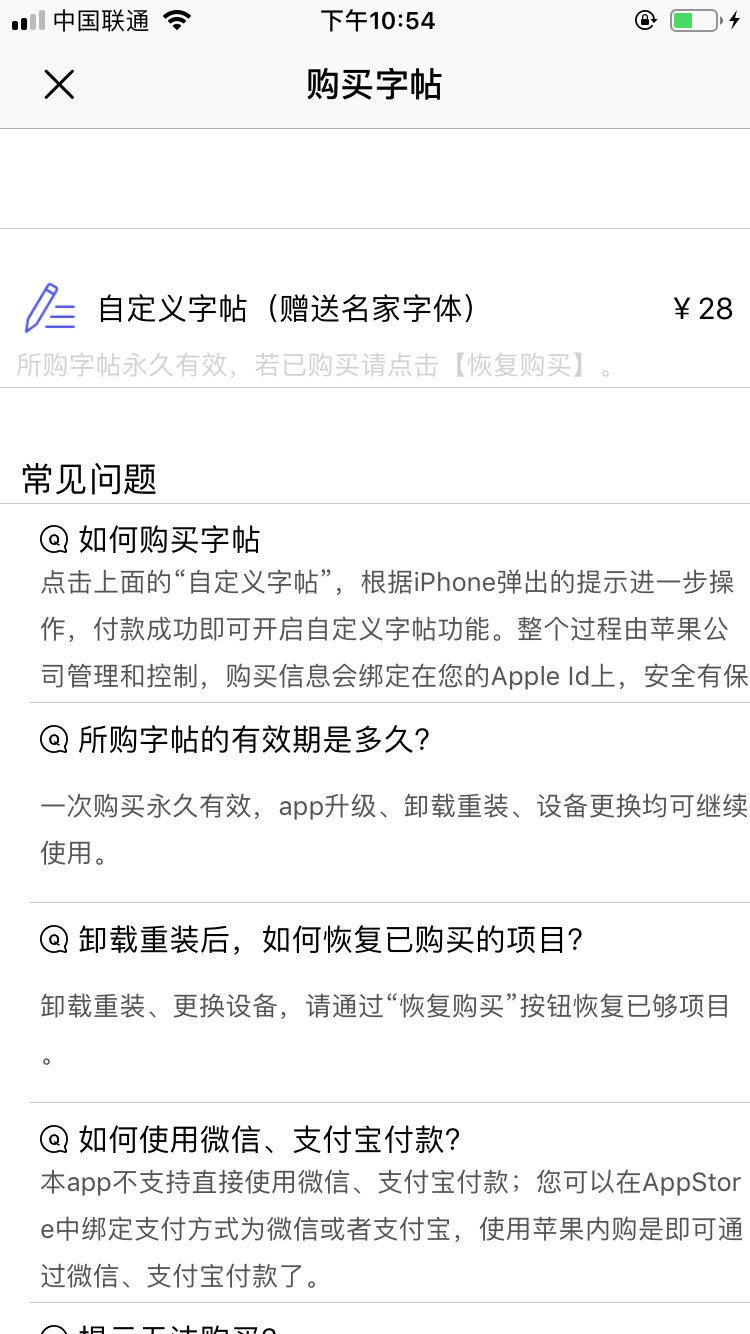 中国联通 下午10:54
购买字帖
自定义字帖（赠送名家字体） ¥ 28
所购字帖永久有效，若已购买请点击【恢复购买】。
常见问题
Q 如何购买字帖
点击上面的“自定义字帖”，根据iPhone弹出的提示进一步操
作，付款成功即可开启自定义字帖功能。整个过程由苹果公
司管理和控制，购买信息会绑定在您的Apple Id上，安全有保
Q 所购字帖的有效期是多久？
一次购买永久有效，app升级、卸载重装、设备更换均可继续
使用。
Q 卸载重装后，如何恢复已购买的项目？
卸载重装、更换设备，请通过“恢复购买”按钮恢复已够项目
。
Q 如何使用微信、支付宝付款？
本app不支持直接使用微信、支付宝付款；您可以在AppStor
e中绑定支付方式为微信或者支付宝，使用苹果内购是即可通
过微信、支付宝付款了。
提示无法购买？